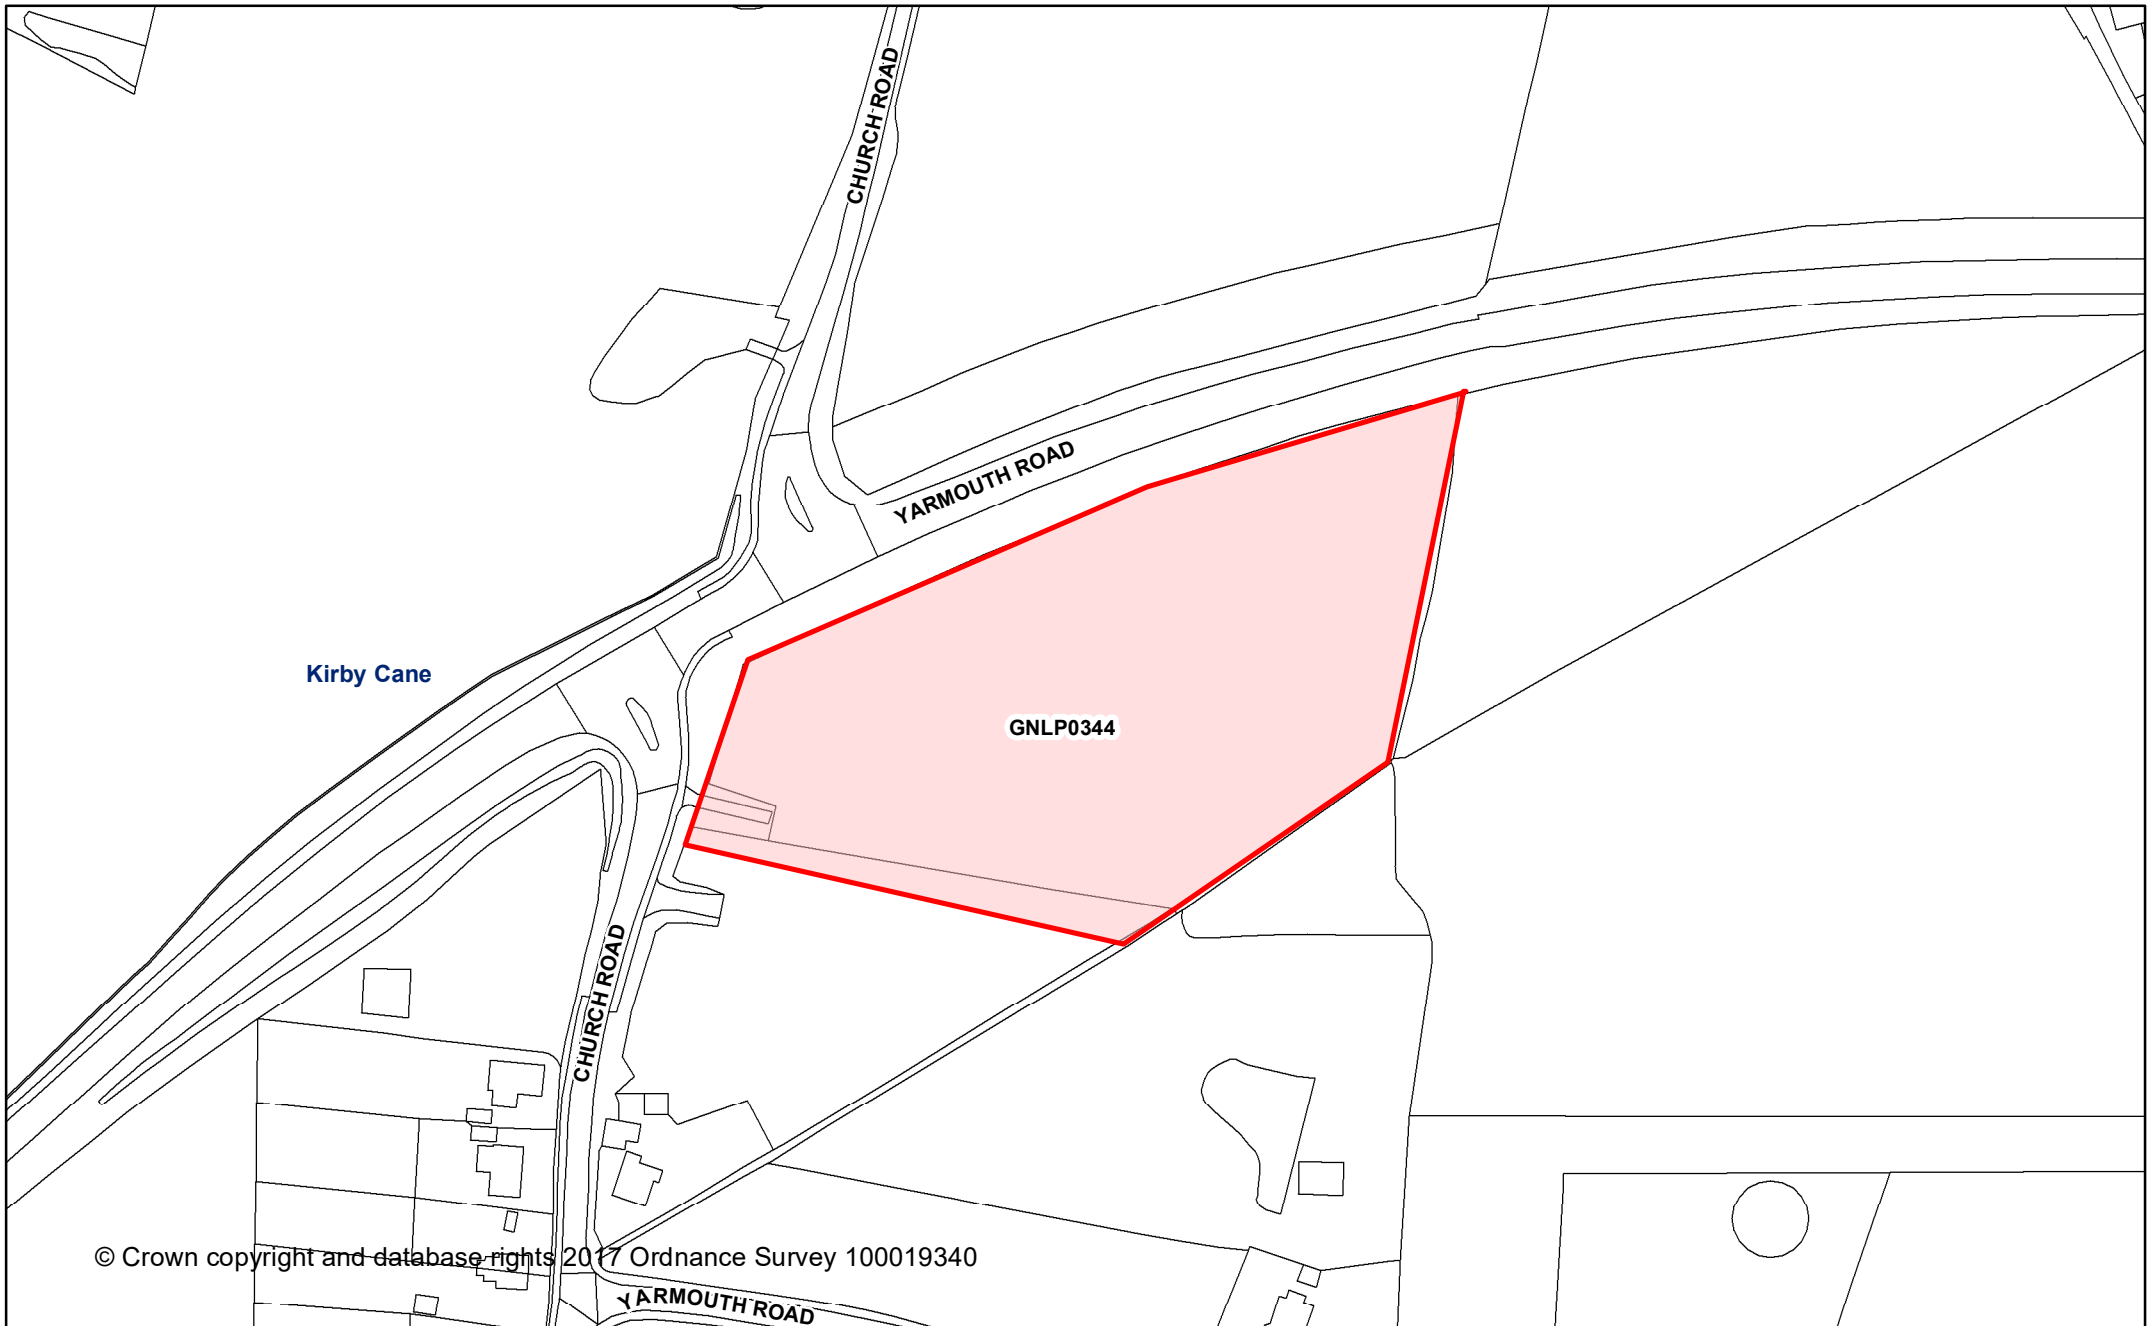 CHURCH ROAD
YARMOUTH ROAD
Kirby Cane
GNLP0344
CHURCH ROAD
© Crown copyright and database rights 2017 Ordnance Survey 100019340
YARMOUTH ROAD